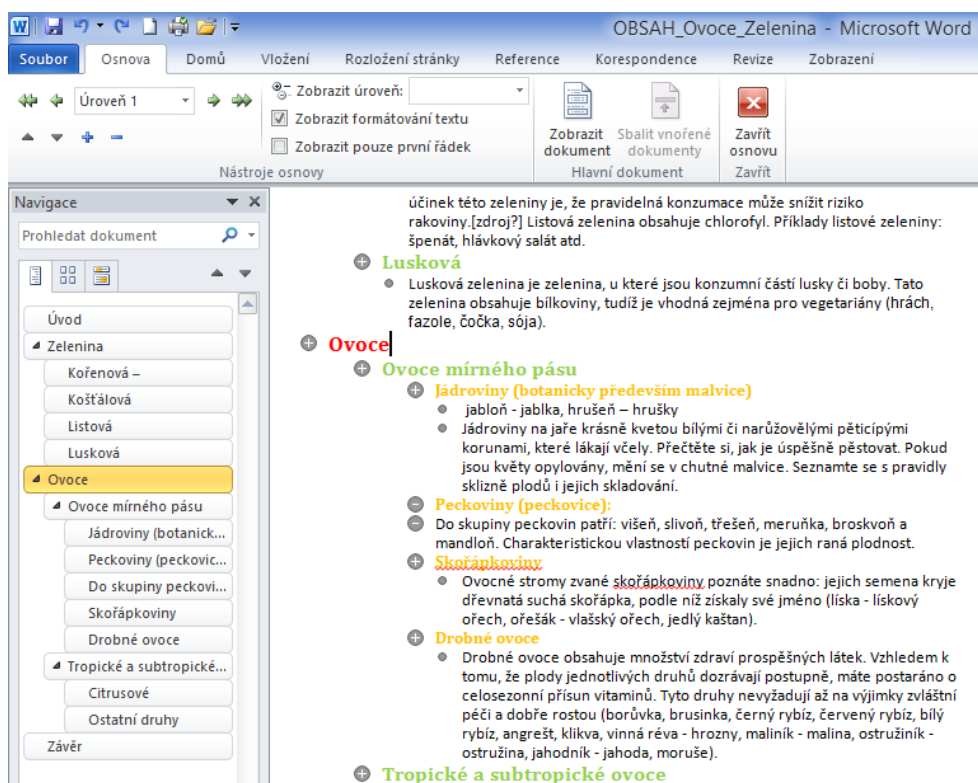 OBSAH_Ovoce_Zelenina - Microsoft Word
Soubor Osnova Domů Vložení Rozložení stránky Reference Korespondence Revize Zobrazení
Úroveň 1
Zobrazit úroveň:
Zobrazit formátování textu
Zobrazit pouze první řádek
Nástroje osnovy
Zobrazit dokument
Sbalit vnořené dokumenty
Hlavní dokument
Zavřít osnovu
Zavřít
Navigace
Prohledat dokument
Úvod
Zelenina
Kořenová –
Košťálová
Listová
Lusková
Ovoce
Ovoce mírného pásu
Jádroviny (botanick...
Peckoviny (peckovic...
Do skupiny peckovi...
Skořápkoviny
Drobné ovoce
Tropické a subtropické...
Citrusové
Ostatní druhy
Závěr
účinek této zeleniny je, že pravidelná konzumace může snížit riziko
rakoviny.[zdroj?] Listová zelenina obsahuje chlorofyl. Příklady listové zeleniny:
špenát, hlávkový salát atd.
Lusková
Lusková zelenina je zelenina, u které jsou konzumní částí lusky či boby. Tato
zelenina obsahuje bílkoviny, tudíž je vhodná zejména pro vegetariány (hrách,
fazole, čočka, sója).
Ovoce
Ovoce mírného pásu
Jádroviny (botanicky především malvice)
jabloň - jablka, hrušeň – hrušky
Jádroviny na jaře krásně kvetou bílými či narůžovělými pěticípými
korunami, které lákají včely. Přečtěte si, jak je úspěšně pěstovat. Pokud
jsou květy opylovány, mění se v chutné malvice. Seznamte se s pravidly
sklizně plodů i jejich skladování.
Peckoviny (peckovice):
Do skupiny peckovin patří: višeň, slivoň, třešeň, meruňka, broskvoň a
mandloň. Charakteristickou vlastností peckovin je jejich raná plodnost.
Skořápkoviny
Ovocné stromy zvané skořápkoviny poznáte snadno: jejich semena kryje
dřevnatá suchá skořápka, podle níž získaly své jméno (líska - lískový
ořech, ořešák - vlašský ořech, jedlý kaštan).
Drobné ovoce
Drobné ovoce obsahuje množství zdraví prospěšných látek. Vzhledem k
tomu, že plody jednotlivých druhů dozrávají postupně, máte postaráno o
celosezonní přísun vitaminů. Tyto druhy nevyžadují až na výjimky zvláštní
péči a dobře rostou (borůvka, brusinka, černý rybíz, červený rybíz, bílý
rybíz, angrešt, klikva, vinná réva - hrozny, maliník - malina, ostružiník -
ostružina, jahodník - jahoda, moruše).
Tropické a subtropické ovoce